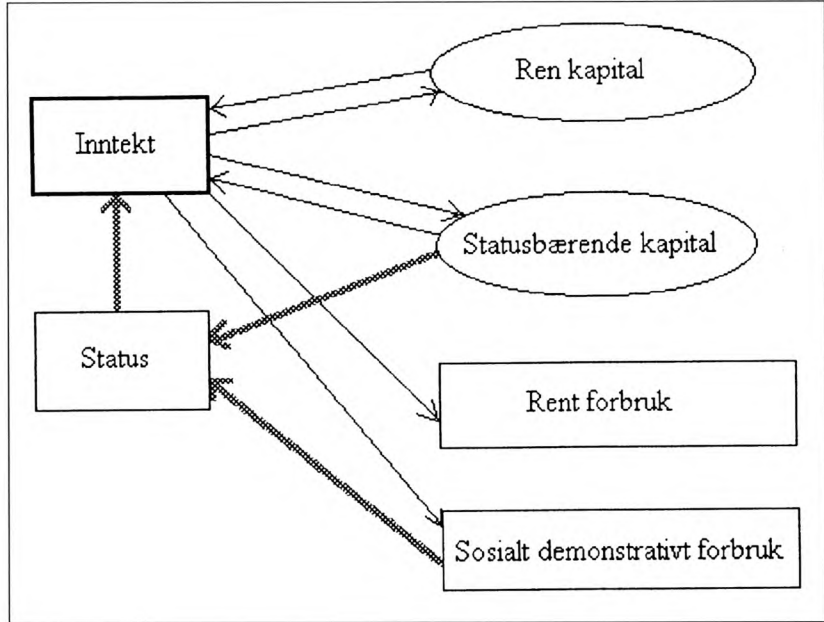 Ren kapital
Inntekt
Statusbærende kapital
Status
Rent forbruk
Sosialt demonstrativt forbruk